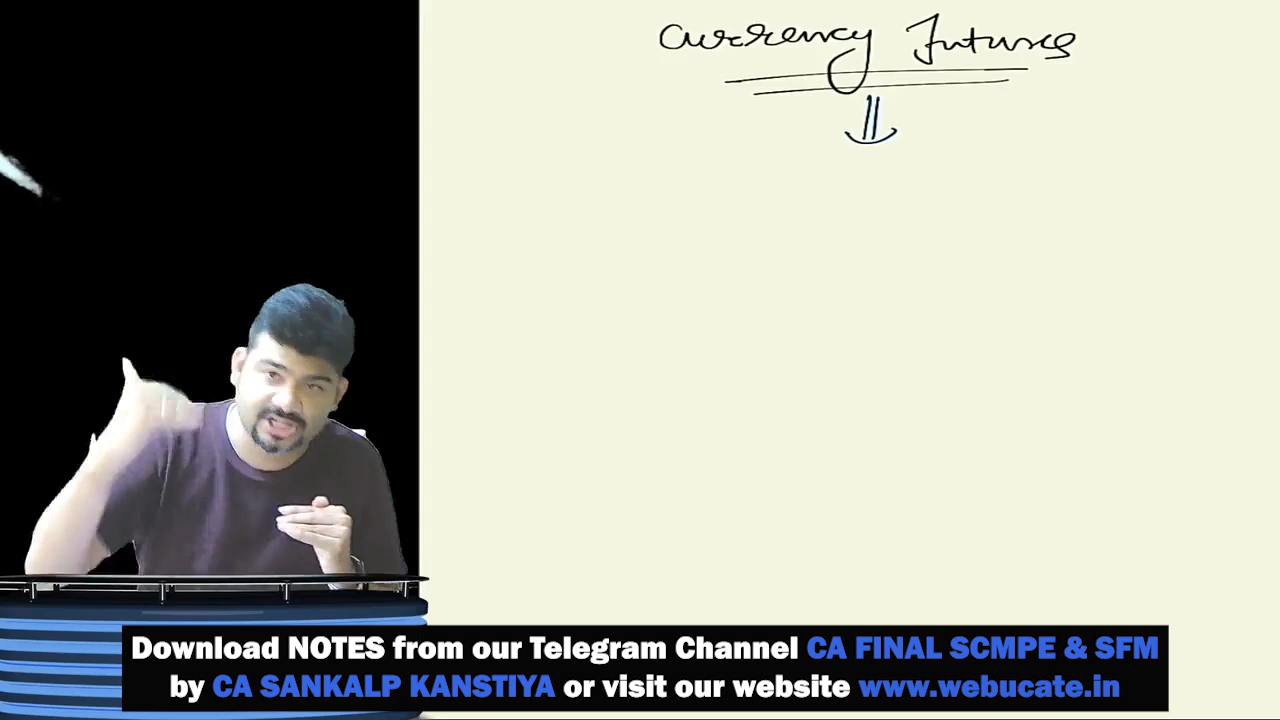 Currency Futures
Download NOTES from our Telegram Channel CA FINAL SCMPE & SFM
by CA SANKALP KANSTIYA or visit our website www.webucate.in